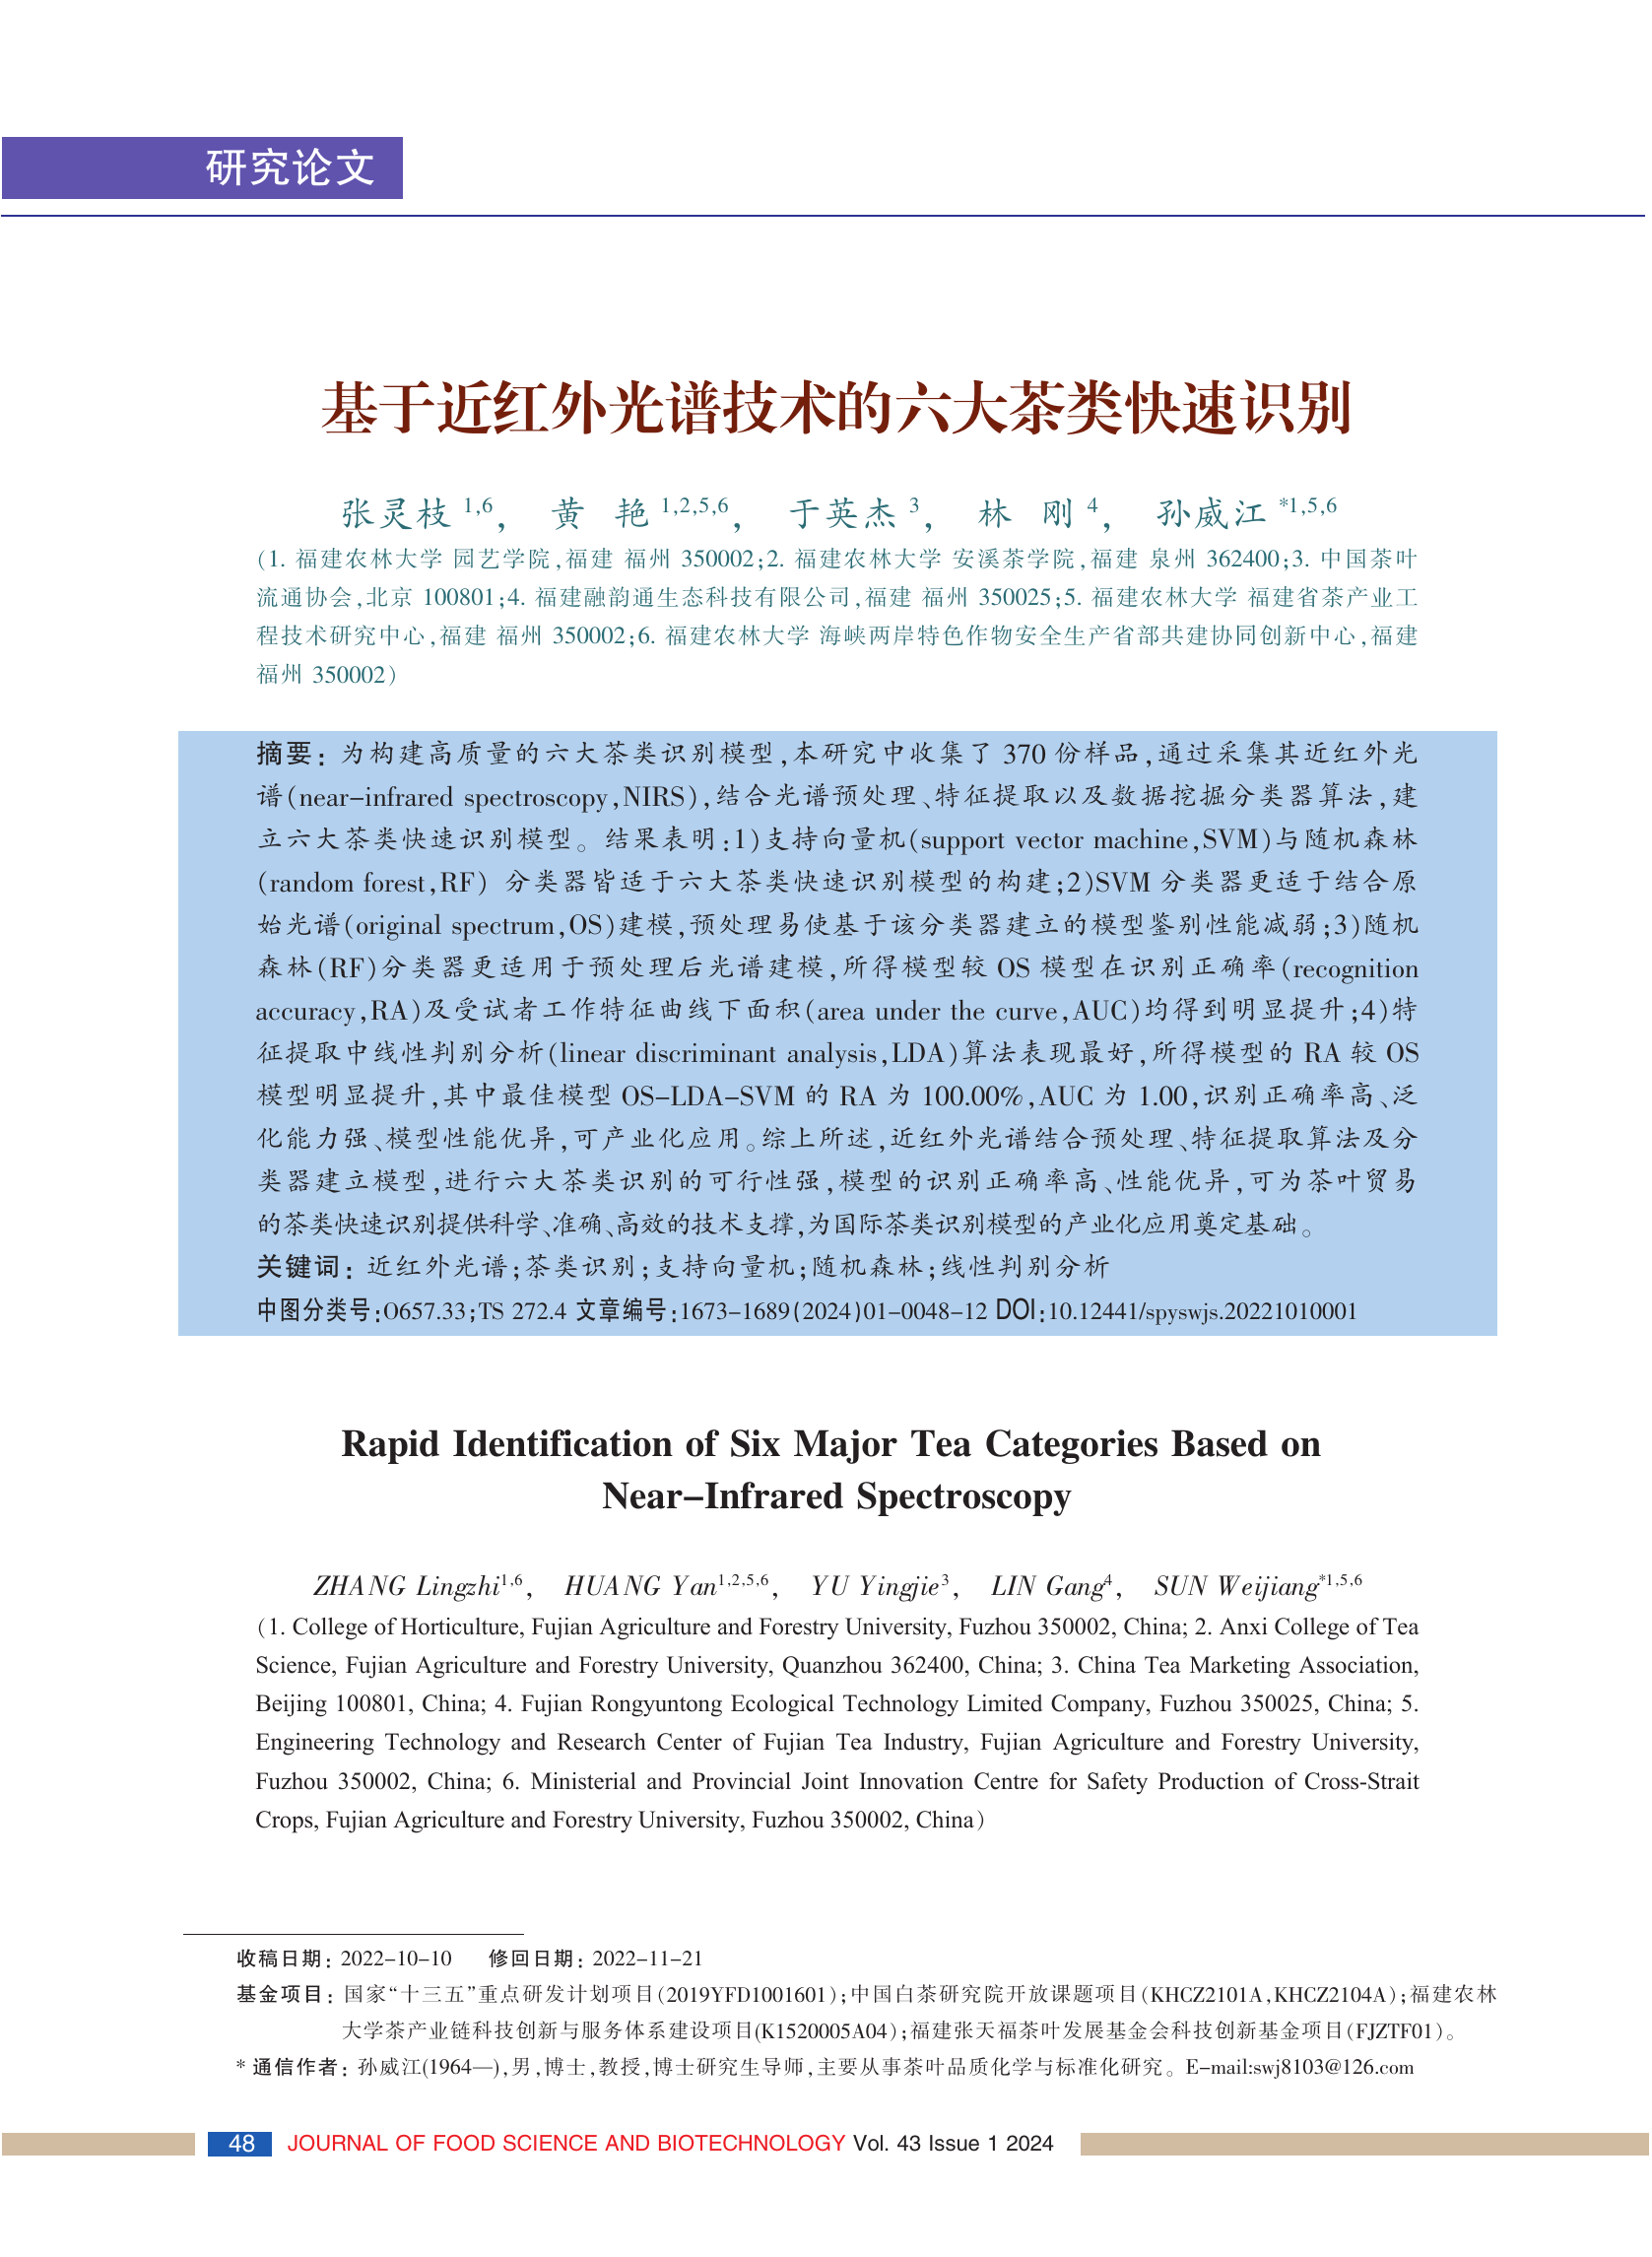 研究论文
基于近红外光谱技术的六大茶类快速识别
张灵枝 1,6, 黄 艳 1,2,5,6, 于英杰 3, 林 刚 4, 孙威江 *1,5,6
(1. 福建农林大学 园艺学院,福建 福州 350002;2. 福建农林大学 安溪茶学院,福建 泉州 362400;3. 中国茶叶
流通协会,北京 100801;4. 福建融韵通生态科技有限公司,福建 福州 350025;5. 福建农林大学 福建省茶产业工
程技术研究中心,福建 福州 350002;6. 福建农林大学 海峡两岸特色作物安全生产省部共建协同创新中心,福建
福州 350002)
摘要: 为构建高质量的六大茶类识别模型,本研究中收集了 370 份样品,通过采集其近红外光
谱(near-infrared spectroscopy,NIRS),结合光谱预处理、特征提取以及数据挖掘分类器算法,建
立六大茶类快速识别模型。结果表明:1)支持向量机(support vector machine,SVM)与随机森林
(random forest,RF) 分类器皆适于六大茶类快速识别模型的构建;2)SVM 分类器更适于结合原
始光谱(original spectrum,OS)建模,预处理易使基于该分类器建立的模型鉴别性能减弱;3)随机
森林(RF)分类器更适用于预处理后光谱建模,所得模型较 OS 模型在识别正确率(recognition
accuracy,RA)及受试者工作特征曲线下面积(area under the curve,AUC)均得到明显提升;4)特
征提取中线性判别分析(linear discriminant analysis,LDA)算法表现最好,所得模型的 RA 较 OS
模型明显提升,其中最佳模型 OS-LDA-SVM 的 RA 为 100.00%,AUC 为 1.00,识别正确率高、泛
化能力强、模型性能优异,可产业化应用。综上所述,近红外光谱结合预处理、特征提取算法及分
类器建立模型,进行六大茶类识别的可行性强,模型的识别正确率高、性能优异,可为茶叶贸易
的茶类快速识别提供科学、准确、高效的技术支撑,为国际茶类识别模型的产业化应用奠定基础。
关键词: 近红外光谱;茶类识别;支持向量机;随机森林;线性判别分析
中图分类号:O657.33;TS 272.4 文章编号:1673-1689(2024)01-0048-12 DOI:10.12441/spyswjs.20221010001
Rapid Identification of Six Major Tea Categories Based on
Near-Infrared Spectroscopy
ZHANG Lingzhi1,6, HUANG Yan1,2,5,6, YU Yingjie3, LIN Gang4, SUN Weijiang*1,5,6
(1. College of Horticulture, Fujian Agriculture and Forestry University, Fuzhou 350002, China; 2. Anxi College of Tea
Science, Fujian Agriculture and Forestry University, Quanzhou 362400, China; 3. China Tea Marketing Association,
Beijing 100801, China; 4. Fujian Rongyuntong Ecological Technology Limited Company, Fuzhou 350025, China; 5.
Engineering Technology and Research Center of Fujian Tea Industry, Fujian Agriculture and Forestry University,
Fuzhou 350002, China; 6. Ministerial and Provincial Joint Innovation Centre for Safety Production of Cross-Strait
Crops, Fujian Agriculture and Forestry University, Fuzhou 350002, China)
收稿日期: 2022-10-10 修回日期: 2022-11-21
基金项目: 国家“十三五”重点研发计划项目(2019YFD1001601);中国白茶研究院开放课题项目(KHCZ2101A,KHCZ2104A);福建农林
大学茶产业链科技创新与服务体系建设项目(K1520005A04);福建张天福茶叶发展基金会科技创新基金项目(FJZTF01)。
* 通信作者: 孙威江(1964—),男,博士,教授,博士研究生导师,主要从事茶叶品质化学与标准化研究。E-mail:swj8103@126.com
48 JOURNAL OF FOOD SCIENCE AND BIOTECHNOLOGY Vol. 43 Issue 1 2024